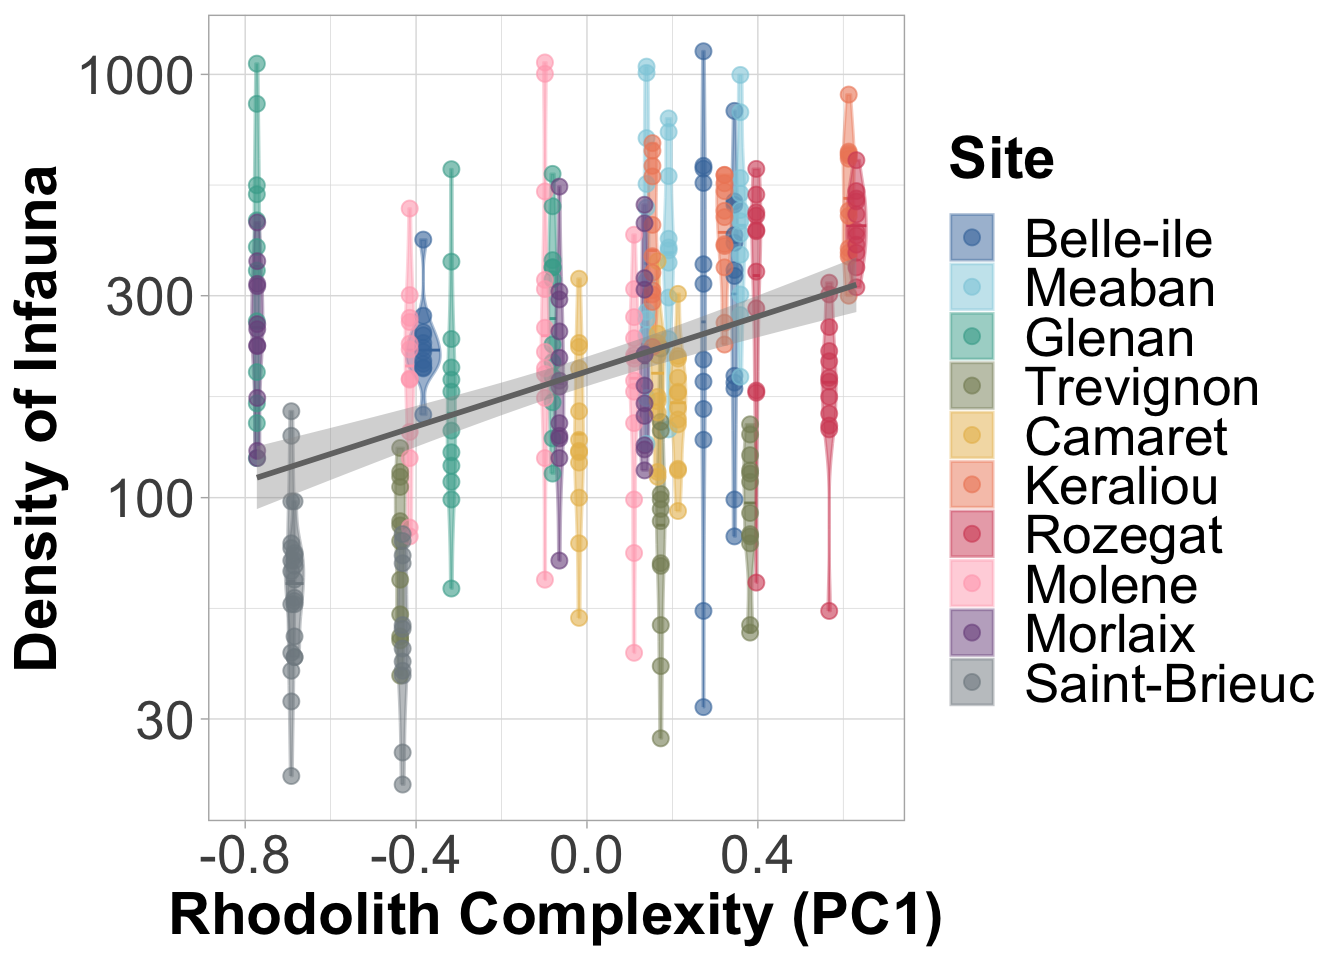 Density of Infauna
1000
300
100
30
-0.8
-0.4
0.0
0.4
Rhodolith Complexity (PC1)
Site
Belle-ile
Meaban
Glenan
Trevignon
Camaret
Keraliou
Rozegat
Molene
Morlaix
Saint-Brieuc